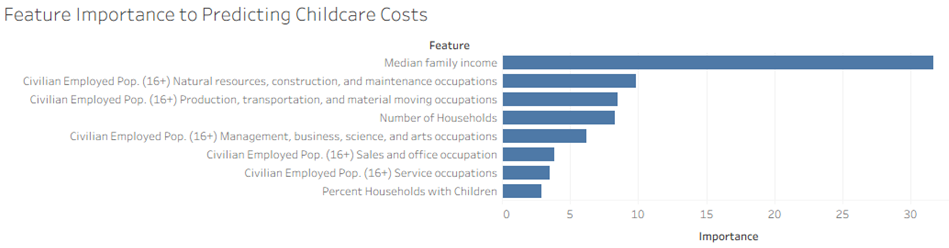 Feature Importance to Predicting Childcare Costs
Feature
Median family income
Civilian Employed Pop. (16+) Natural resources, construction, and maintenance occupations
Civilian Employed Pop. (16+) Production, transportation, and material moving occupations
Number of Households
Civilian Employed Pop. (16+) Management, business, science, and arts occupations
Civilian Employed Pop. (16+) Sales and office occupation
Civilian Employed Pop. (16+) Service occupations
Percent Households with Children
0 5 10 15 20 25 30
Importance